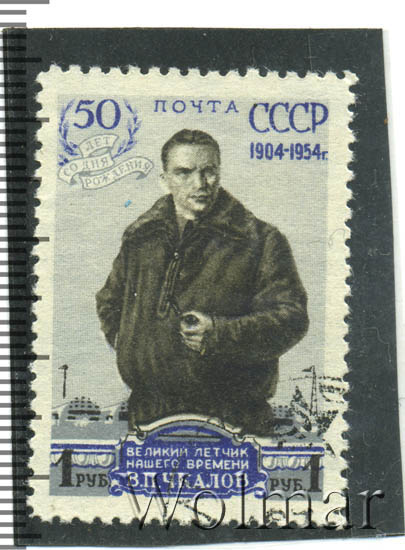 50
ЛЕТ
СО ДНЯ
РОЖДЕНИЯ
ПОЧТА СССР
1904-1954г.
ВЕЛИКИЙ ЛЕТЧИК
НАШЕГО ВРЕМЕНИ
В.П.ЧКАЛОВ
1 РУБ.
РУБ. 1
Wolmar